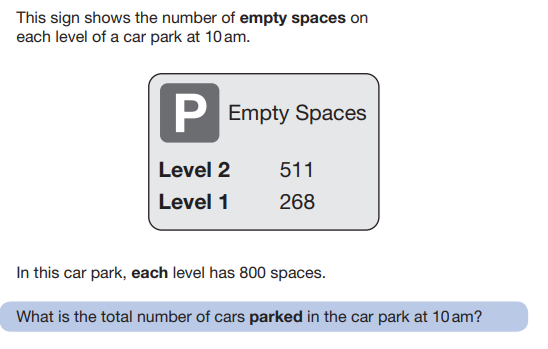 This sign shows the number of empty spaces on
each level of a car park at 10 am.
P Empty Spaces
Level 2 511
Level 1 268
In this car park, each level has 800 spaces.
What is the total number of cars parked in the car park at 10 am?